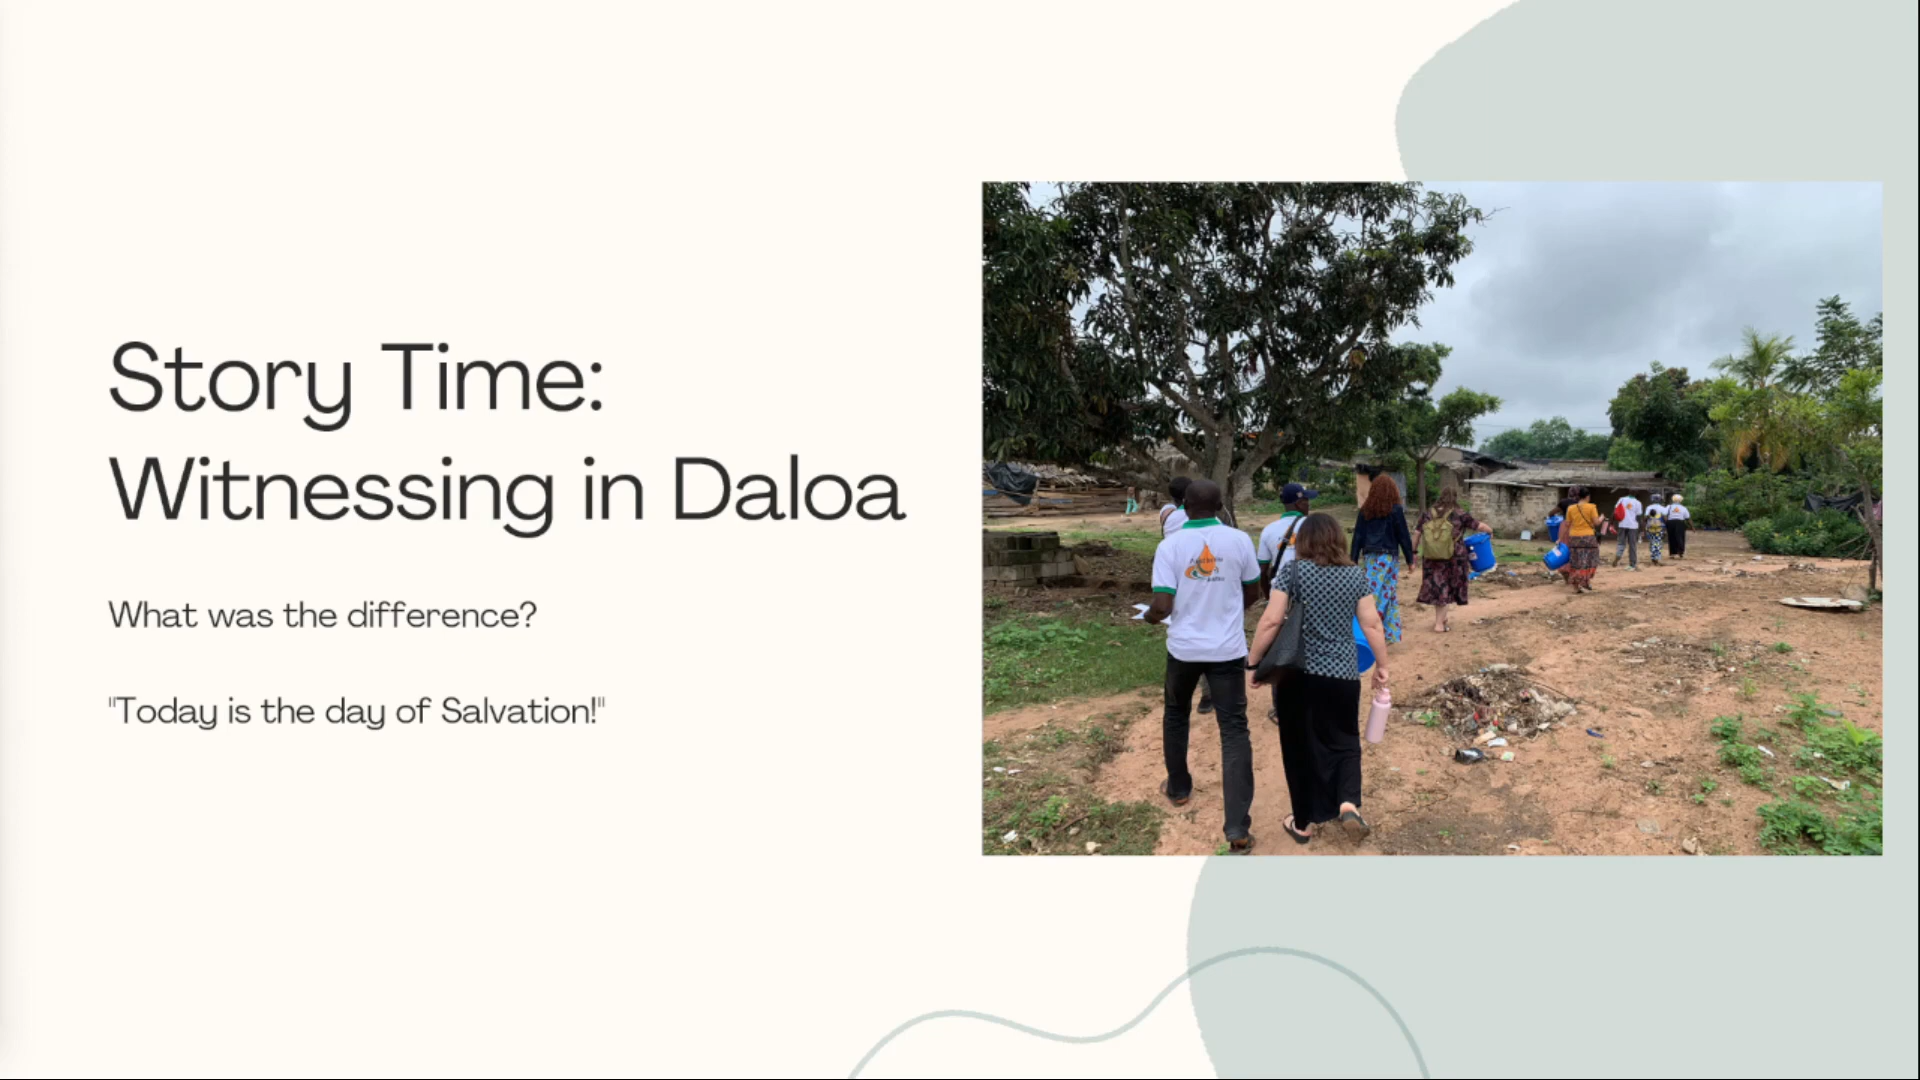 Story Time:
Witnessing in Daloa
What was the difference?
"Today is the day of Salvation!"